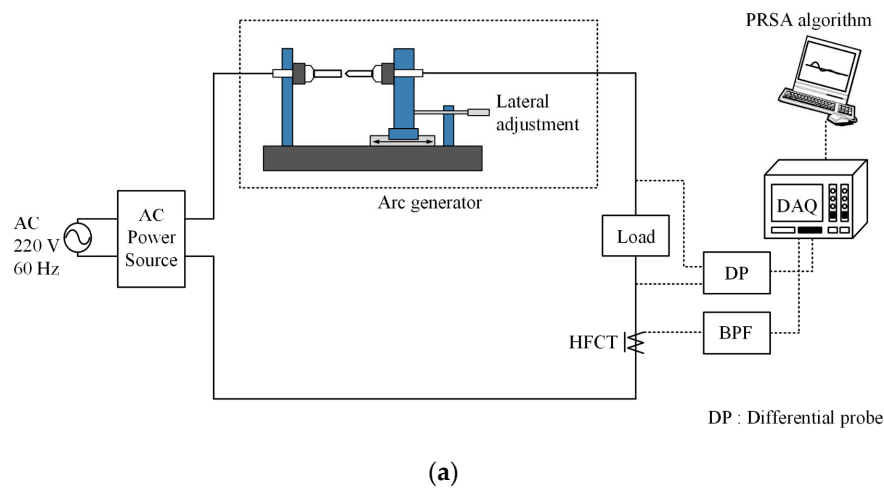 PRSA algorithm
Lateral
adjustment
Arc generator
AC
220 V
60 Hz
AC
Power
Source
Load
DAQ
DP
HFCT
BPF
DP : Differential probe
(a)